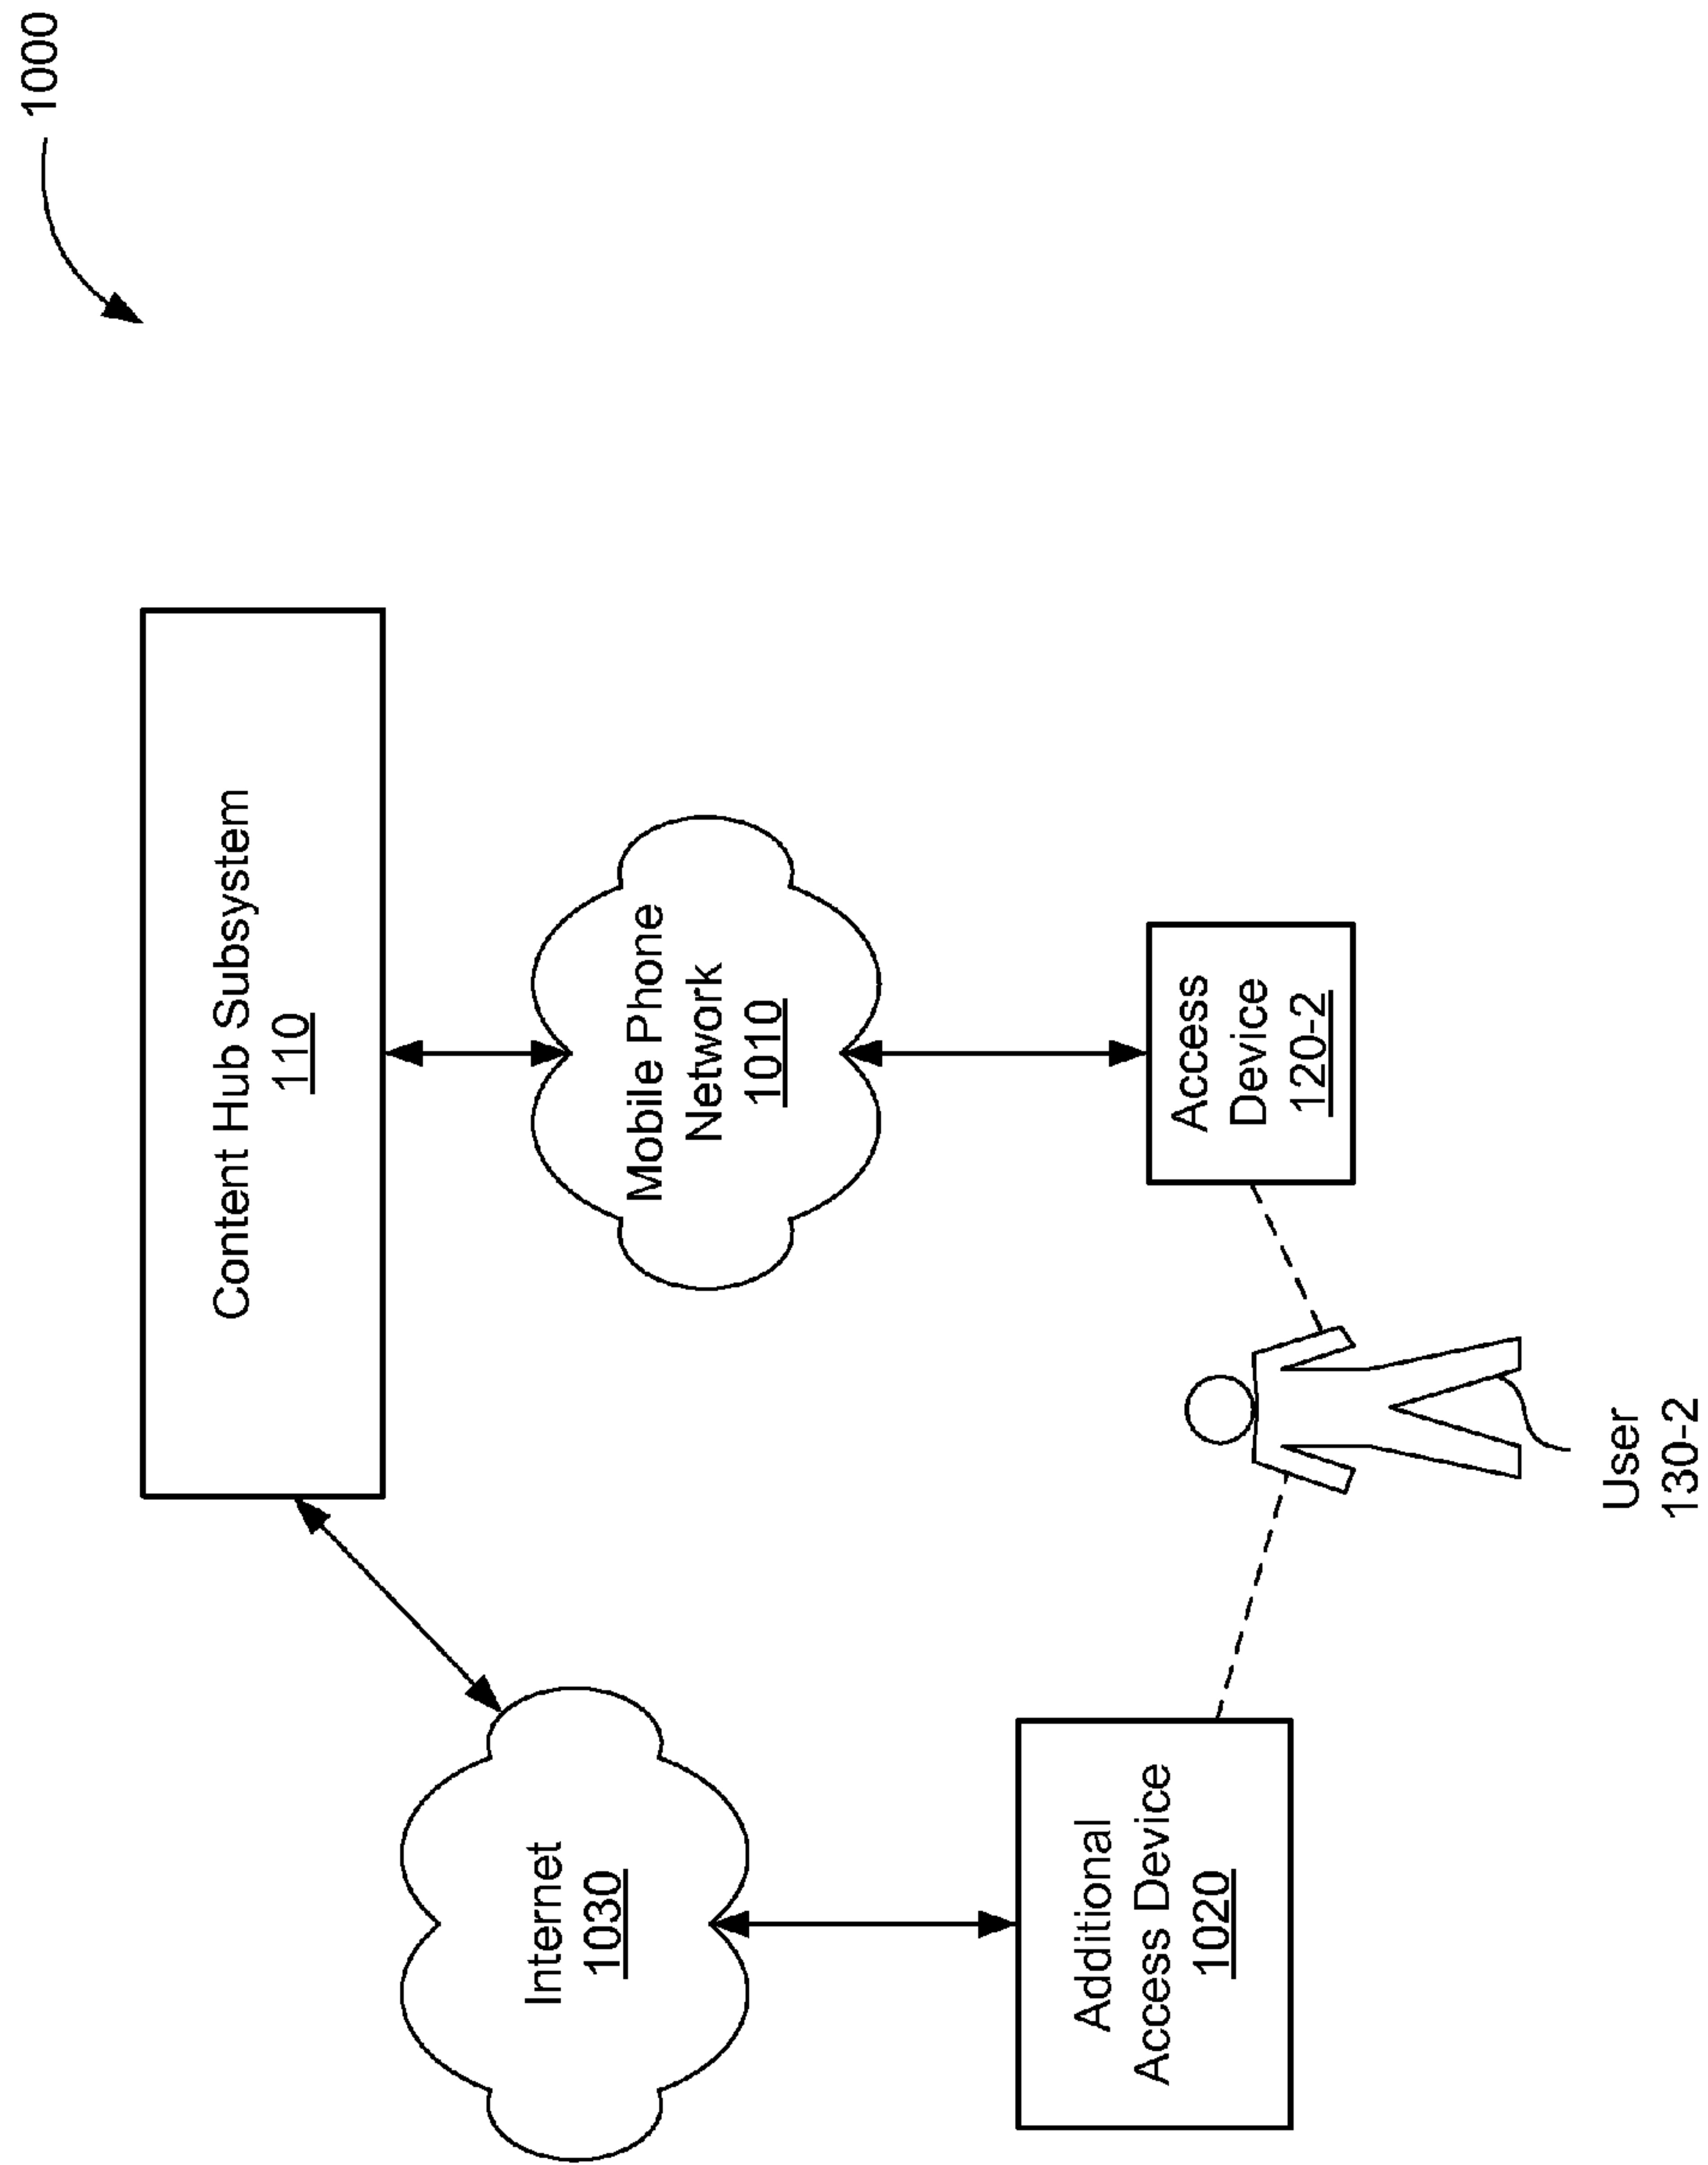 1000
Content Hub Subsystem
110
Internet
1030
Mobile Phone
Network
1010
Additional
Access Device
1020
Access
Device
120-2
User
130-2